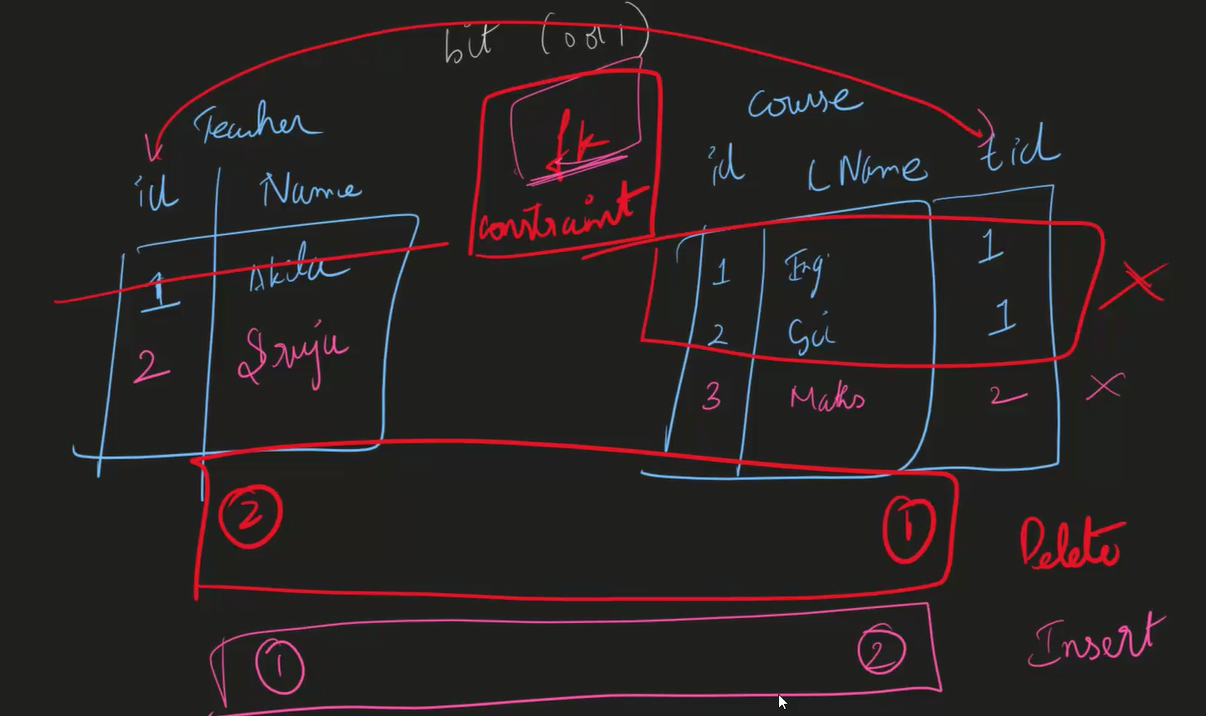 bit (0 or 1)
Teacher
id Name
1 Akila
2 Sruju
fk
constraint
Course
id CName tid
1 Eng 1
2 Sci 1
3 Maths 2
2 1 Delete
1 2 Insert